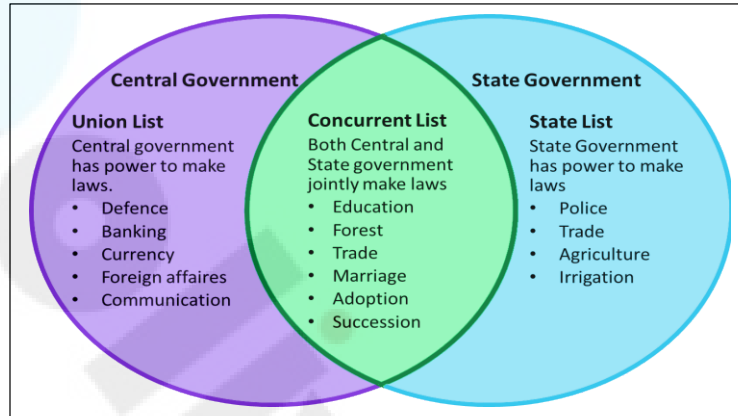 Central Government
State Government
Union List
Central government
has power to make
laws.
• Defence
• Banking
• Currency
• Foreign affaires
• Communication
Concurrent List
Both Central and
State government
jointly make laws
• Education
• Forest
• Trade
• Marriage
• Adoption
• Succession
State List
State Government
has power to make
laws
• Police
• Trade
• Agriculture
• Irrigation